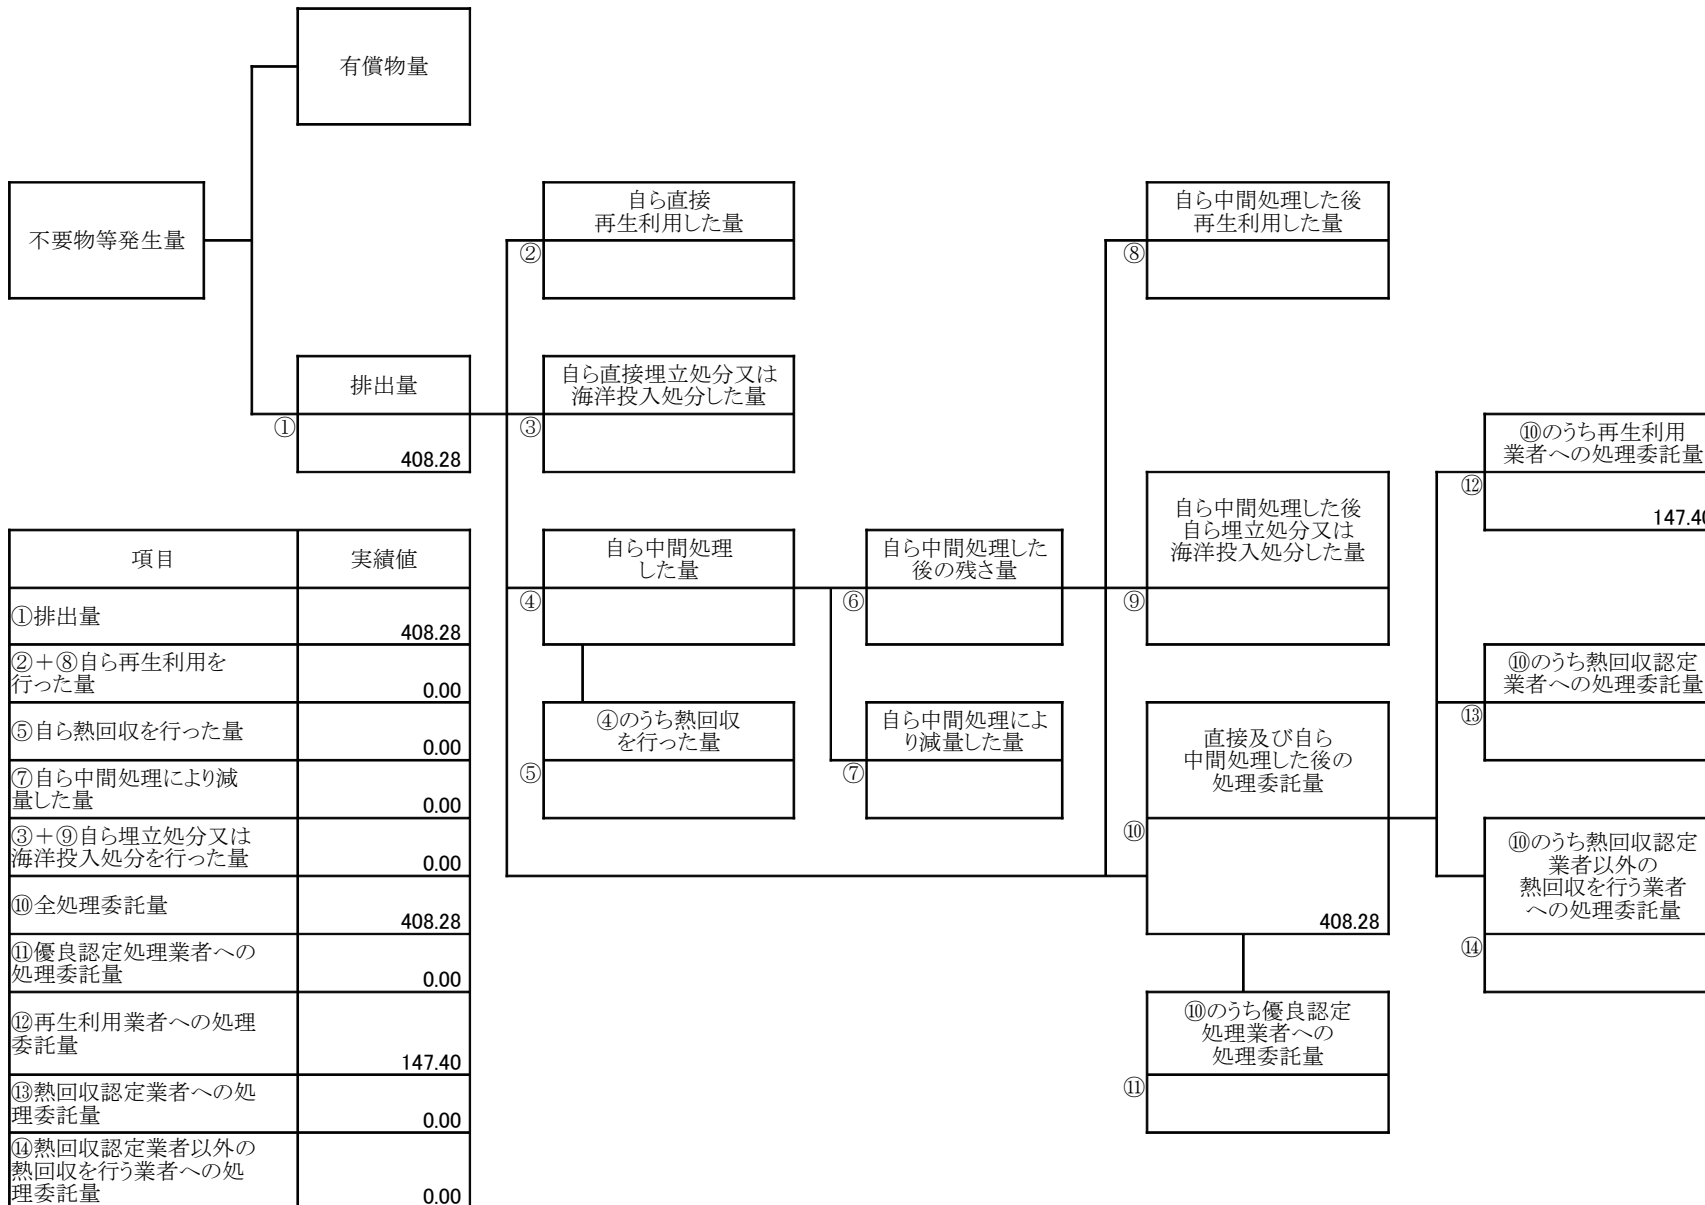 有償物量
不要物等発生量
自ら直接
再生利用した量
②
自ら中間処理した後
再生利用した量
⑧
排出量
①
408.28
自ら直接埋立処分又は
海洋投入処分した量
③
⑩のうち再生利用
業者への処理委託量
⑫
147.40
自ら中間処理
した量
④
自ら中間処理した
後の残さ量
⑥
自ら中間処理した後
自ら埋立処分又は
海洋投入処分した量
⑨
⑩のうち熱回収認定
業者への処理委託量
⑬
④のうち熱回収
を行った量
⑤
自ら中間処理によ
り減量した量
⑦
直接及び自ら
中間処理した後の
処理委託量
⑩
408.28
⑩のうち熱回収認定
業者以外の
熱回収を行う業者
への処理委託量
⑭
⑩のうち優良認定
処理業者への
処理委託量
⑪
項目 実績値
①排出量
408.28
②＋⑧自ら再生利用を
行った量
0.00
⑤自ら熱回収を行った量
0.00
⑦自ら中間処理により減
量した量
0.00
③＋⑨自ら埋立処分又は
海洋投入処分を行った量
0.00
⑩全処理委託量
408.28
⑪優良認定処理業者への
処理委託量
0.00
⑫再生利用業者への処理
委託量
147.40
⑬熱回収認定業者への処
理委託量
0.00
⑭熱回収認定業者以外の
熱回収を行う業者への処
理委託量
0.00